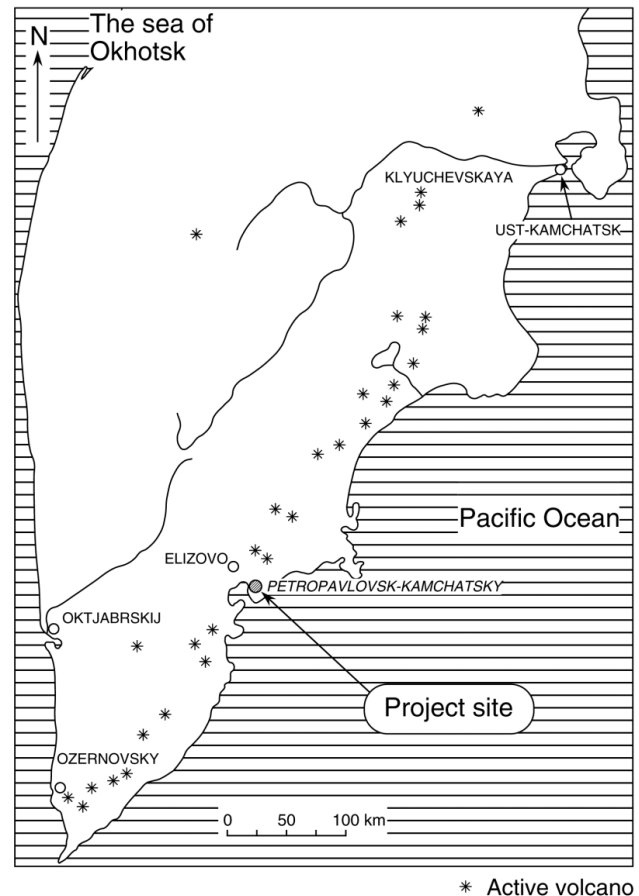 The sea of
Okhotsk
N
KLYUCHEVSKAYA
UST-KAMCHATSK
Pacific Ocean
ELIZOVO
PETROPAVLOVSK-KAMCHATSKY
OKTJABRSKIJ
Project site
OZERNOVSKY
0 50 100 km
* Active volcano